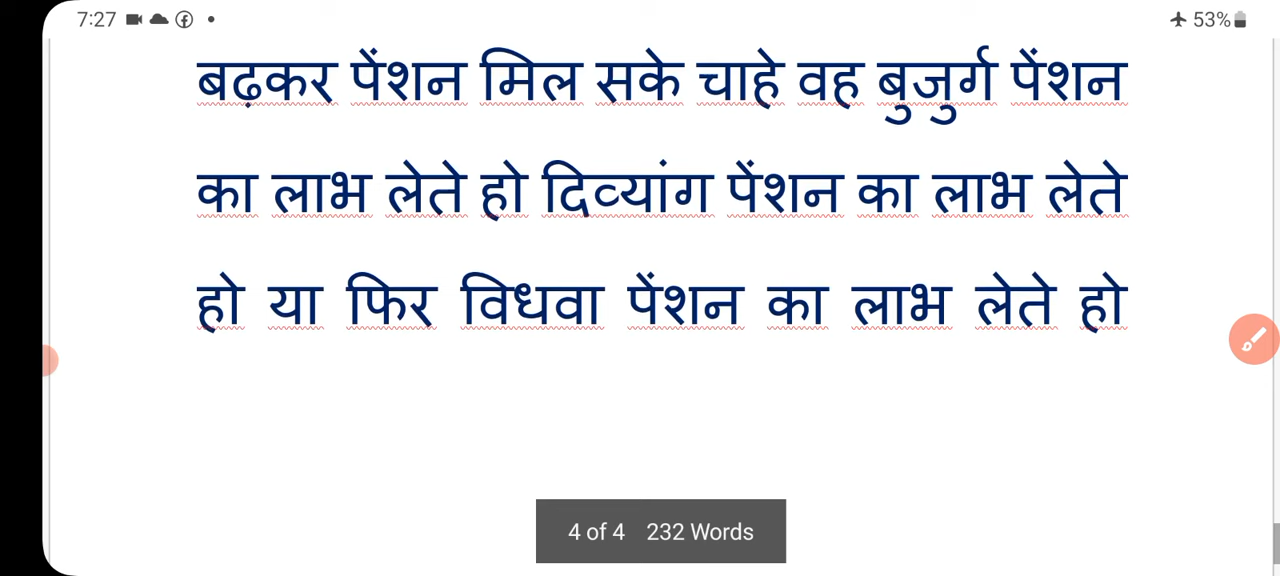 7:27
53%
बढ़कर पेंशन मिल सके चाहे वह बुजुर्ग पेंशन
का लाभ लेते हो दिव्यांग पेंशन का लाभ लेते
हो या फिर विधवा पेंशन का लाभ लेते हो
4 of 4 232 Words